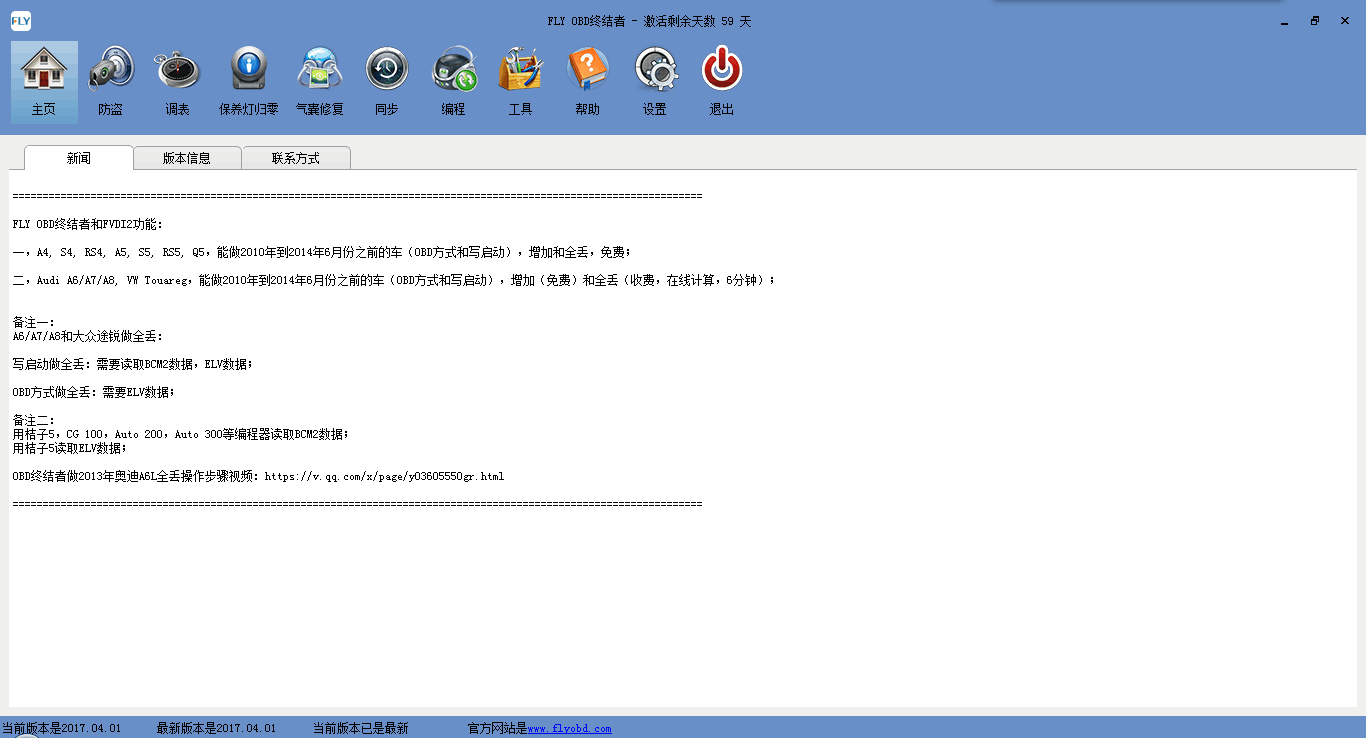 FLY
FLY OBD终结者 - 激活剩余天数 59 天
主页
防盗
调表
保养灯归零
气囊修复
同步
编程
工具
帮助
设置
退出
新闻
版本信息
联系方式
===================================================================================================================
FLY OBD终结者和FVDI2功能：
一，A4, S4, RS4, A5, S5, RS5, Q5，能做2010年到2014年6月份之前的车（OBD方式和写启动），增加和全丢，免费；
二，Audi A6/A7/A8, VW Touareg，能做2010年到2014年6月份之前的车（OBD方式和写启动），增加（免费）和全丢（收费，在线计算，6分钟）；
备注一：
A6/A7/A8和大众途锐做全丢：
写启动做全丢：需要读取BCM2数据，ELV数据；
OBD方式做全丢：需要ELV数据；
备注二：
用桔子5，CG 100，Auto 200，Auto 300等编程器读取BCM2数据；
用桔子5读取ELV数据；
OBD终结者做2013年奥迪A6L全丢操作步骤视频：https://v.qq.com/x/page/y03605550gr.html
===================================================================================================================
当前版本是2017.04.01
最新版本是2017.04.01
当前版本已是最新
官方网站是www.flyobd.com